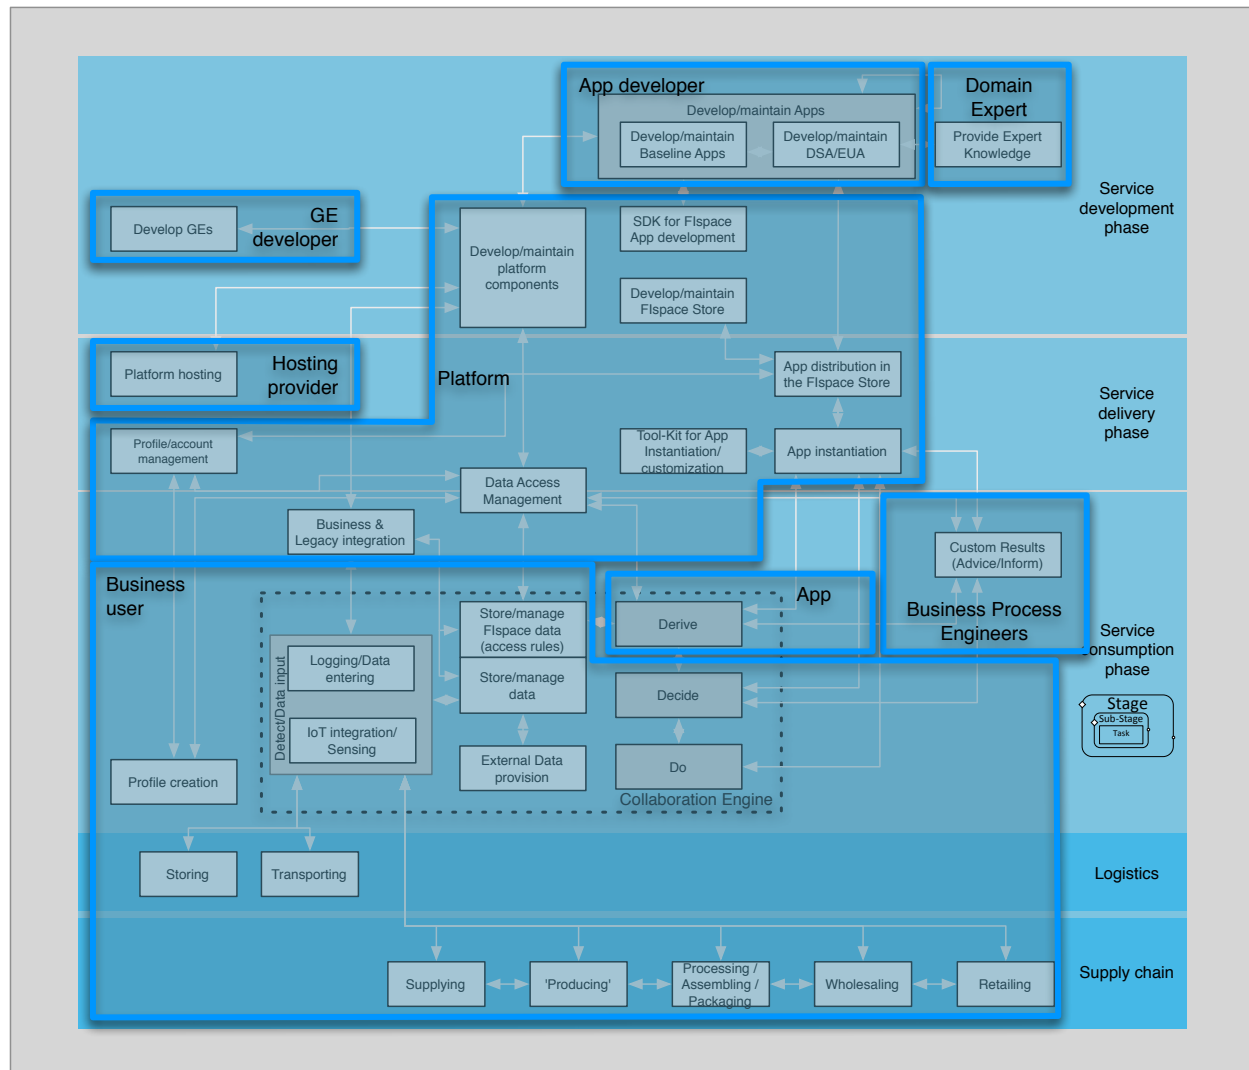 App developer
Domain
Expert
Develop/maintain Apps
Develop/maintain
Baseline Apps
Develop/maintain
DSA/EUA
Provide Expert
Knowledge
Service
development
phase
GE
developer
Develop GEs
SDK for FIspace
App development
Develop/maintain
platform
components
Develop/maintain
FIspace Store
Hosting
provider
Platform hosting
Platform
App distribution in
the FIspace Store
Service
delivery
phase
Profile/account
management
Tool-Kit for App
Instantiation/
customization
App instantiation
Data Access
Management
Business &
Legacy integration
Custom Results
(Advice/Inform)
Business Process
Engineers
Business
user
App
Store/manage
FIspace data
(access rules)
Derive
Service
consumption
phase
Detect/Data input
Logging/Data
entering
Store/manage
data
Decide
IoT integration/
Sensing
External Data
provision
Do
Collaboration Engine
Stage
Sub-Stage
Task
Profile creation
Storing
Transporting
Logistics
Supplying
'Producing'
Processing /
Assembling /
Packaging
Wholesaling
Retailing
Supply chain